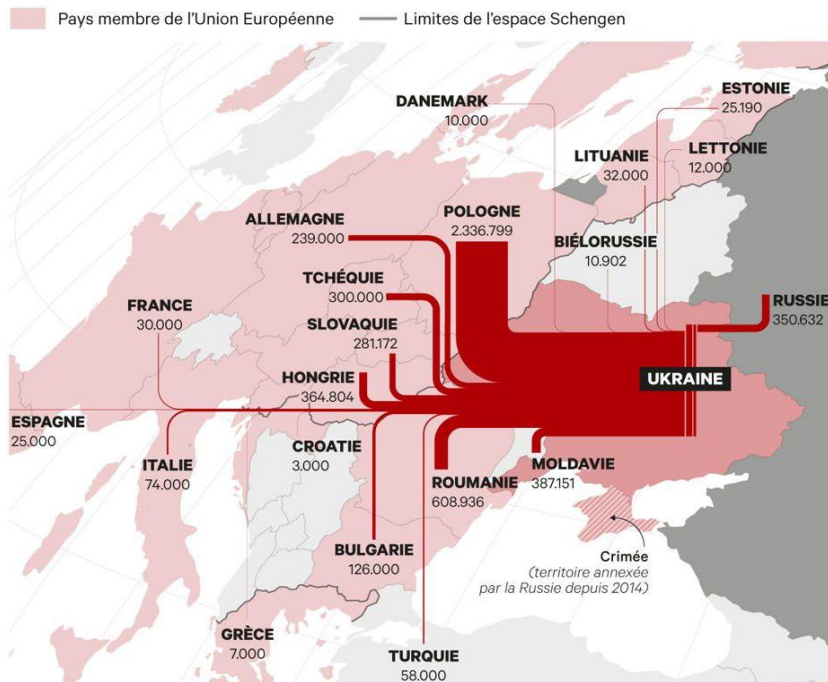 Pays membre de l'Union Européenne
Limites de l'espace Schengen
ESTONIE
25.190
DANEMARK
10.000
LETTONIE
12.000
LITUANIE
32.000
POLOGNE
2.336.799
ALLEMAGNE
239.000
BIÉLORUSSIE
10.902
TCHÉQUIE
300.000
RUSSIE
350.632
FRANCE
30.000
SLOVAQUIE
281.172
HONGRIE
364.804
UKRAINE
ESPAGNE
25.000
CROATIE
3.000
ITALIE
74.000
MOLDAVIE
387.151
ROUMANIE
608.936
BULGARIE
126.000
Crimée
(territoire annexée
par la Russie depuis 2014)
GRÈCE
7.000
TURQUIE
58.000